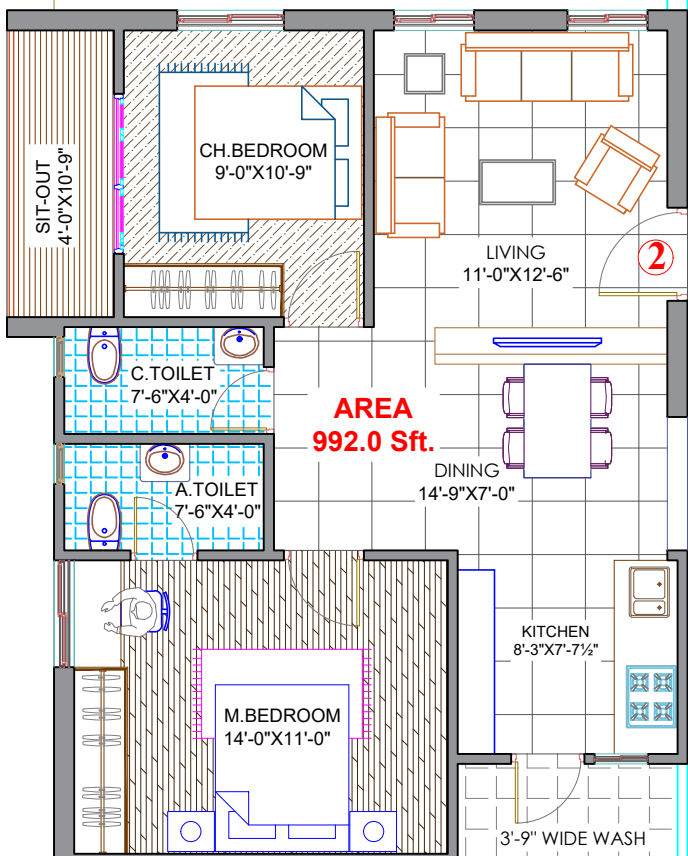 CH.BEDROOM
9'-0"X10'-9"
SIT-OUT
4'-0"X10'-9"
LIVING
11'-0"X12'-6"
2
C.TOILET
7'-6"X4'-0"
AREA
992.0 Sft.
DINING
14'-9"X7'-0"
A.TOILET
7'-6"X4'-0"
KITCHEN
8'-3"X7'-7½"
M.BEDROOM
14'-0"X11'-0"
3'-9" WIDE WASH